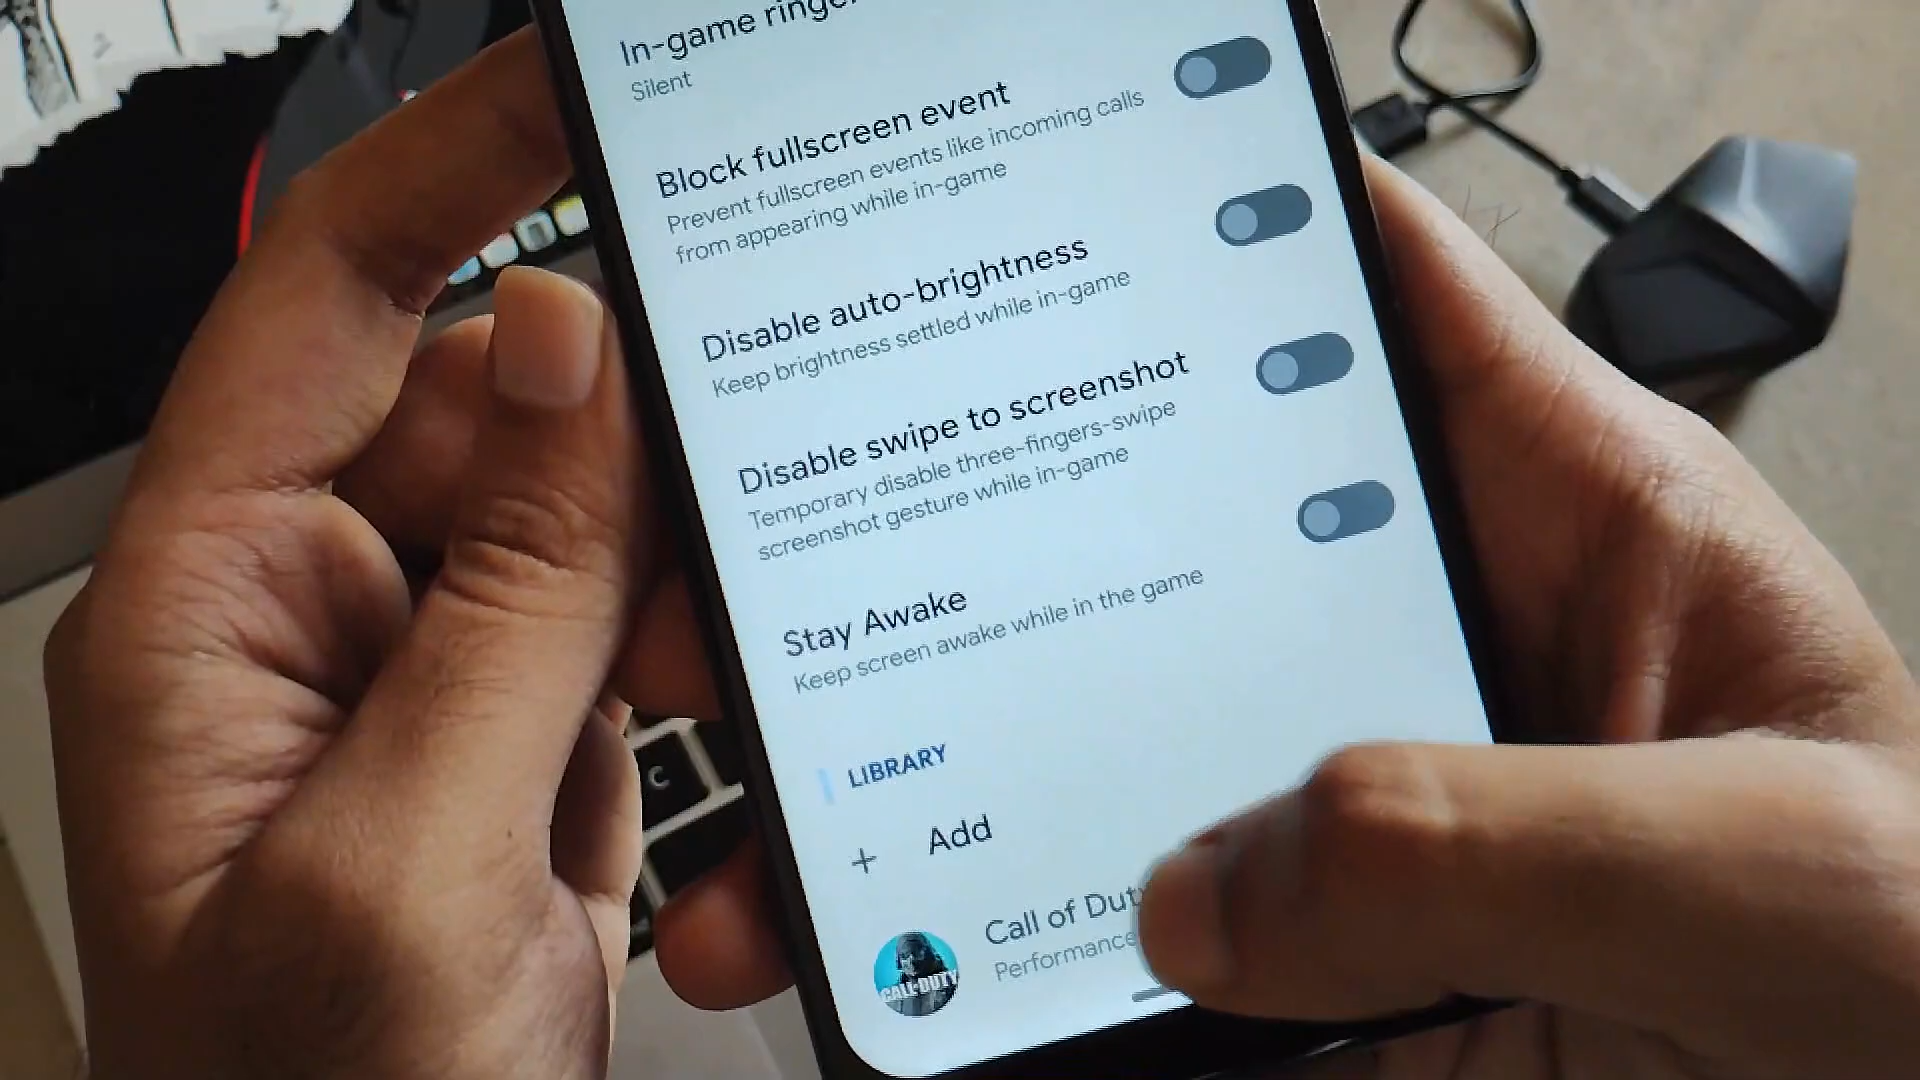 In-game ringer
Silent
Block fullscreen event
Prevent fullscreen events like incoming calls
from appearing while in-game
Disable auto-brightness
Keep brightness settled while in-game
Disable swipe to screenshot
Temporary disable three-fingers-swipe
screenshot gesture while in-game
Stay Awake
Keep screen awake while in the game
LIBRARY
+ Add
Call of Duty
Performance
CALL·DUTY
C